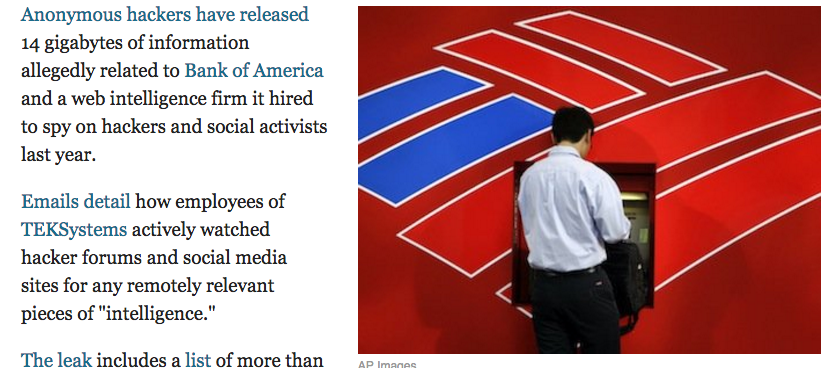 Anonymous hackers have released
14 gigabytes of information
allegedly related to Bank of America
and a web intelligence firm it hired
to spy on hackers and social activists
last year.
Emails detail how employees of
TEKSystems actively watched
hacker forums and social media
sites for any remotely relevant
pieces of "intelligence."
The leak includes a list of more than
AP Images